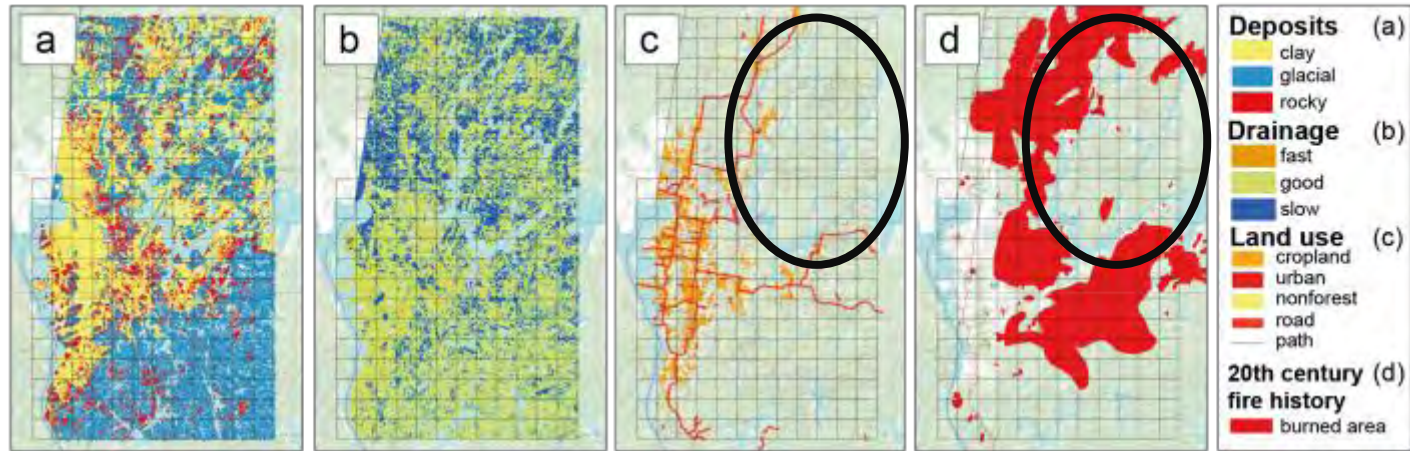 a
b
c
d
Deposits (a)
clay
glacial
rocky
Drainage (b)
fast
good
slow
Land use (c)
cropland
urban
nonforest
road
path
20th century (d)
fire history
burned area